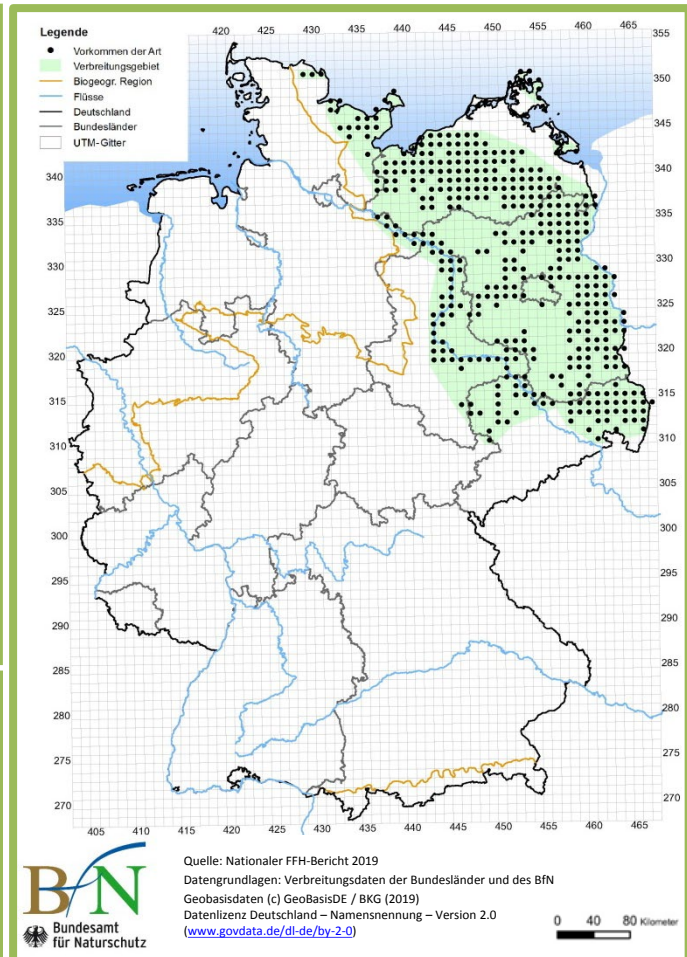 Legende
Vorkommen der Art
Verbreitungsgebiet
Biogeogr. Region
Flüsse
Deutschland
Bundesländer
UTM-Gitter
420 425 430 435 440 445 450 455 460 465
355
350
345
340 340
335 335
330 330
325 325
320 320
315 315
310 310
305 305
300 300
295 295
290 290
285 285
280 280
275 275
270 270
405 410 415 420 425 430 435 440 445 450 455 460 465
BfN
Bundesamt
für Naturschutz
Quelle: Nationaler FFH-Bericht 2019
Datengrundlagen: Verbreitungsdaten der Bundesländer und des BfN
Geobasisdaten (c) GeoBasisDE / BKG (2019)
Datenlizenz Deutschland – Namensnennung – Version 2.0
(www.govdata.de/dl-de/by-2-0)
0 40 80 Kilometer